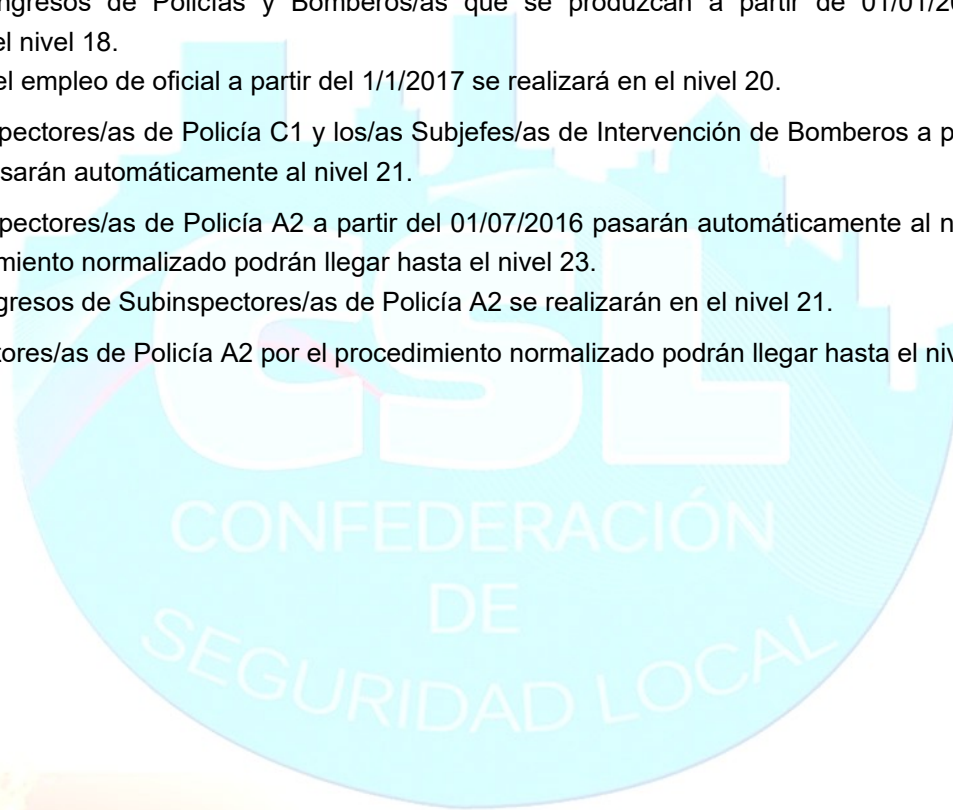 ngresos de Policías y Bomberos/as que se produzcan a partir de 01/01/20
el nivel 18.
el empleo de oficial a partir del 1/1/2017 se realizará en el nivel 20.
pectores/as de Policía C1 y los/as Subjefes/as de Intervención de Bomberos a p
sarán automáticamente al nivel 21.
pectores/as de Policía A2 a partir del 01/07/2016 pasarán automáticamente al n
miento normalizado podrán llegar hasta el nivel 23.
gresos de Subinspectores/as de Policía A2 se realizarán en el nivel 21.
tores/as de Policía A2 por el procedimiento normalizado podrán llegar hasta el niv
CSL
CONFEDERACIÓN
DE
SEGURIDAD LOCAL